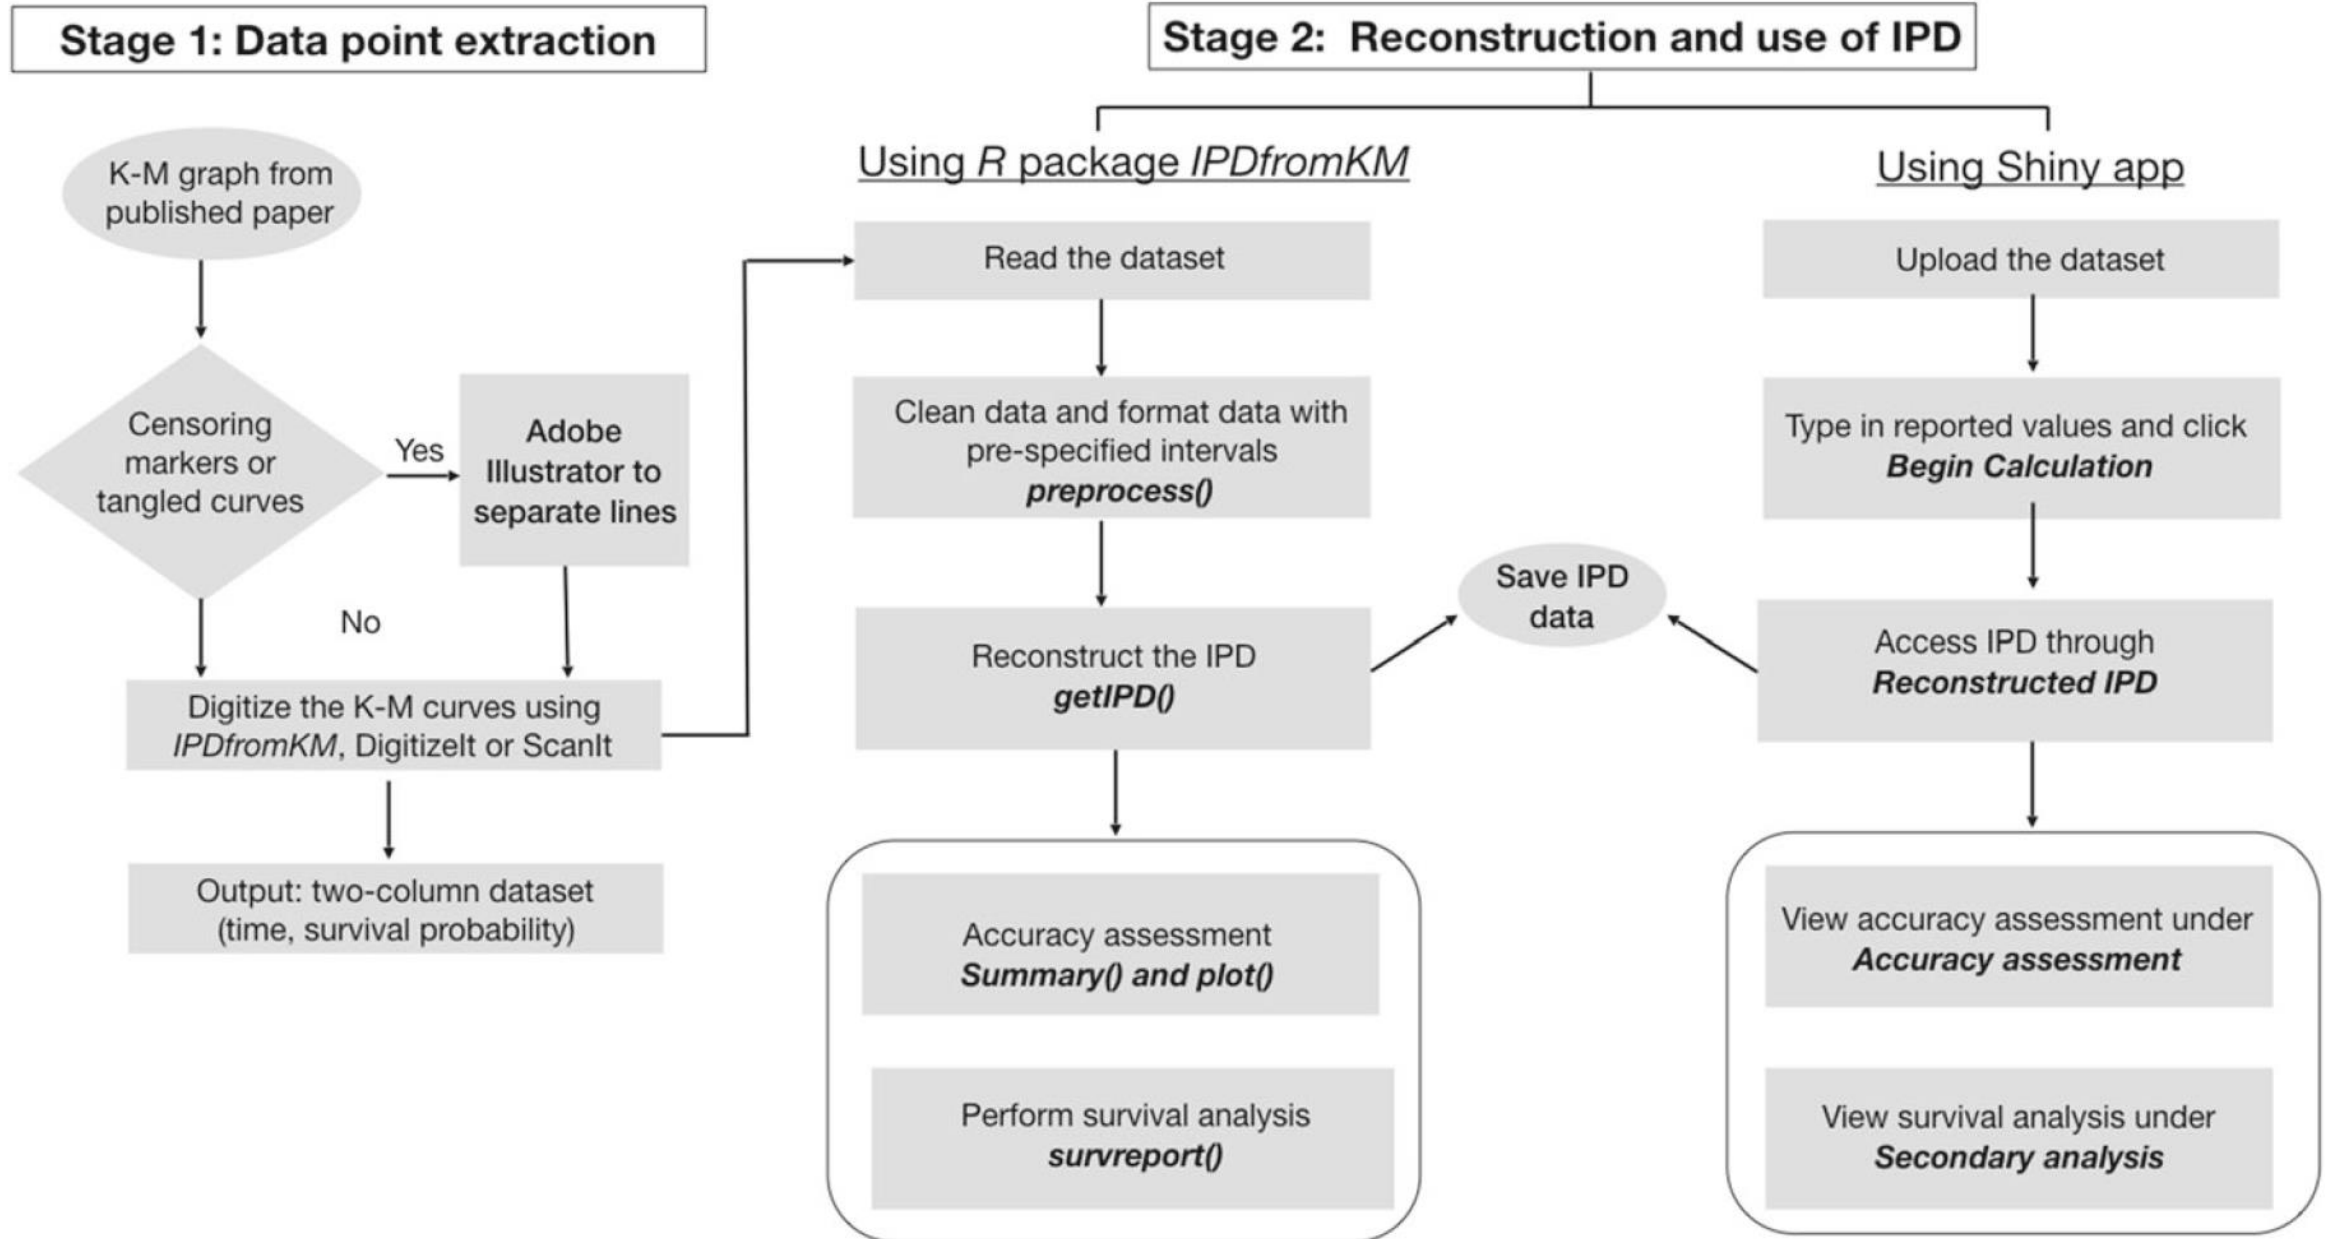 Stage 1: Data point extraction
K-M graph from
published paper
Censoring
markers or
tangled curves
Yes
Adobe
Illustrator to
separate lines
No
Digitize the K-M curves using
IPDfromKM, DigitizeIt or ScanIt
Output: two-column dataset
(time, survival probability)
Stage 2: Reconstruction and use of IPD
Using R package IPDfromKM
Read the dataset
Clean data and format data with
pre-specified intervals
preprocess()
Reconstruct the IPD
getIPD()
Save IPD
data
Accuracy assessment
Summary() and plot()
Perform survival analysis
survreport()
Using Shiny app
Upload the dataset
Type in reported values and click
Begin Calculation
Access IPD through
Reconstructed IPD
View accuracy assessment under
Accuracy assessment
View survival analysis under
Secondary analysis